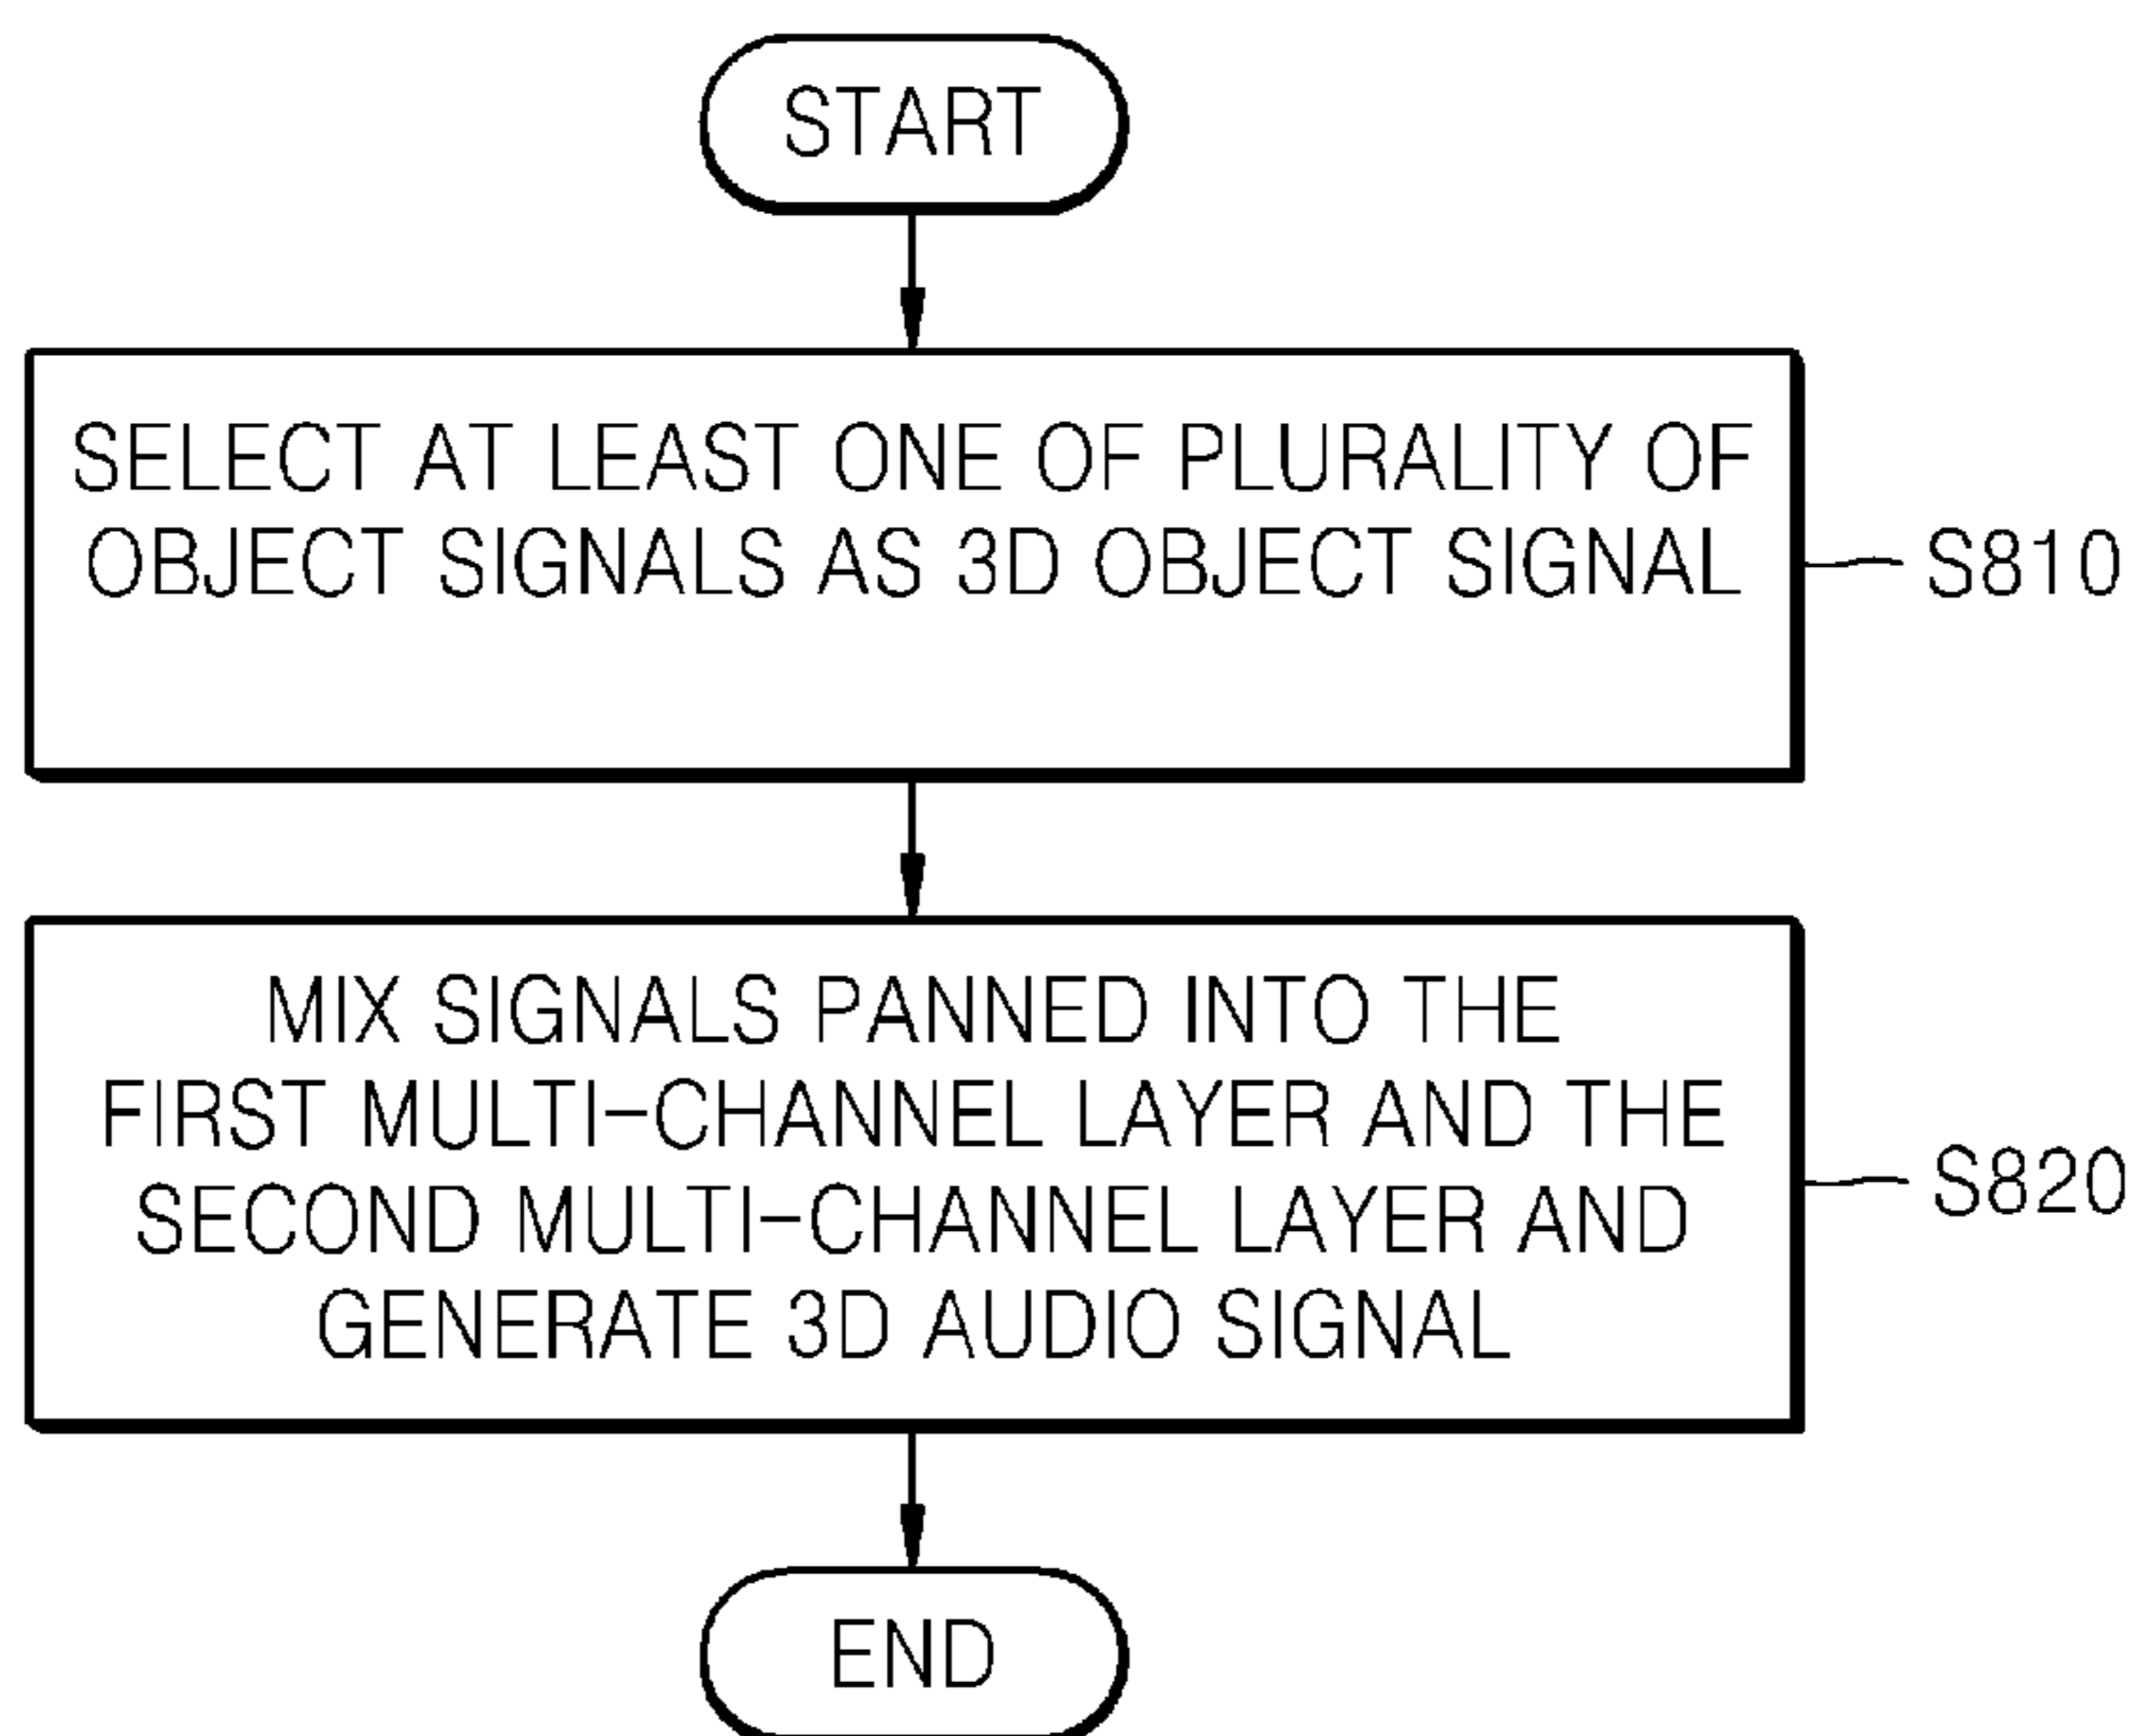 START
SELECT AT LEAST ONE OF PLURALITY OF
OBJECT SIGNALS AS 3D OBJECT SIGNAL
S810
MIX SIGNALS PANNED INTO THE
FIRST MULTI-CHANNEL LAYER AND THE
SECOND MULTI-CHANNEL LAYER AND
GENERATE 3D AUDIO SIGNAL
S820
END